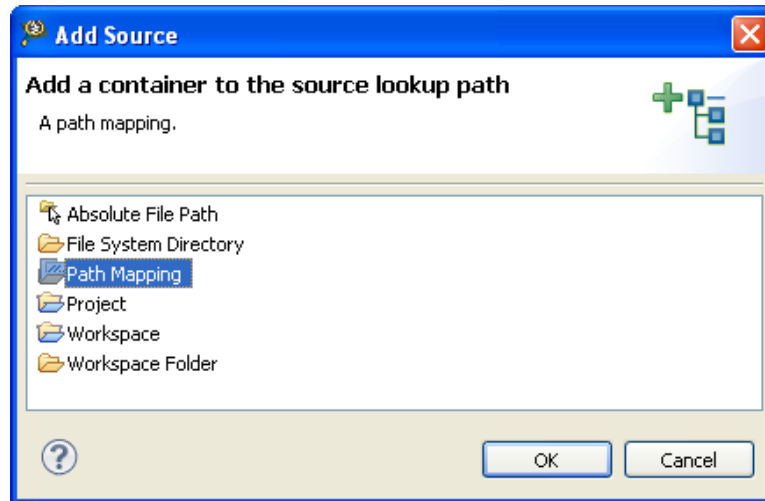 Add Source
Add a container to the source lookup path
A path mapping.
Absolute File Path
File System Directory
Path Mapping
Project
Workspace
Workspace Folder
?
OK
Cancel